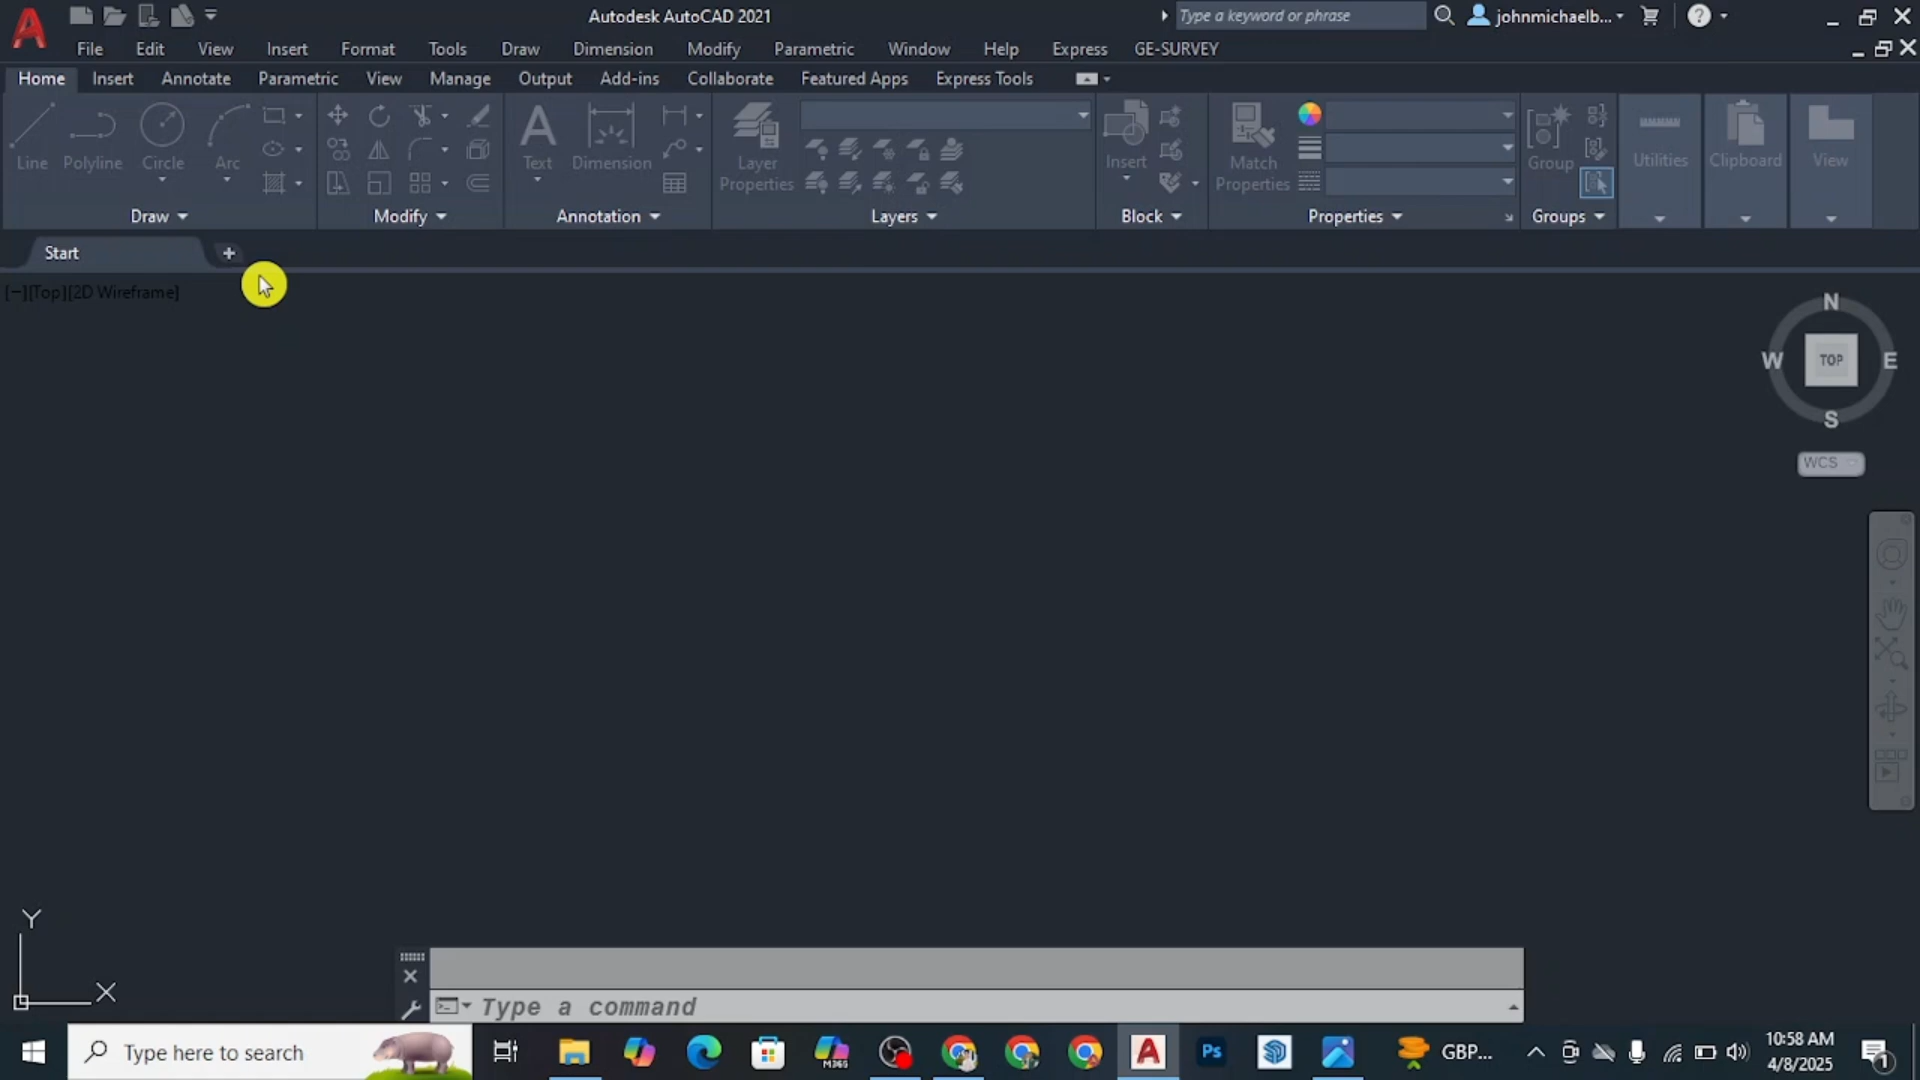 Autodesk AutoCAD 2021
Type a keyword or phrase
johnmichaelb...
File Edit View Insert Format Tools Draw Dimension Modify Parametric Window Help Express GE-SURVEY
Home Insert Annotate Parametric View Manage Output Add-ins Collaborate Featured Apps Express Tools
Line Polyline Circle Arc
Text Dimension
Layer Properties
Insert
Match Properties
Group
Utilities Clipboard View
Draw Modify Annotation Layers Block Properties Groups
Start
[−][Top][2D Wireframe]
N
W TOP E
S
WCS
Y
X
Type a command
Type here to search
M365
Ps
GBP...
10:58 AM
4/8/2025
1